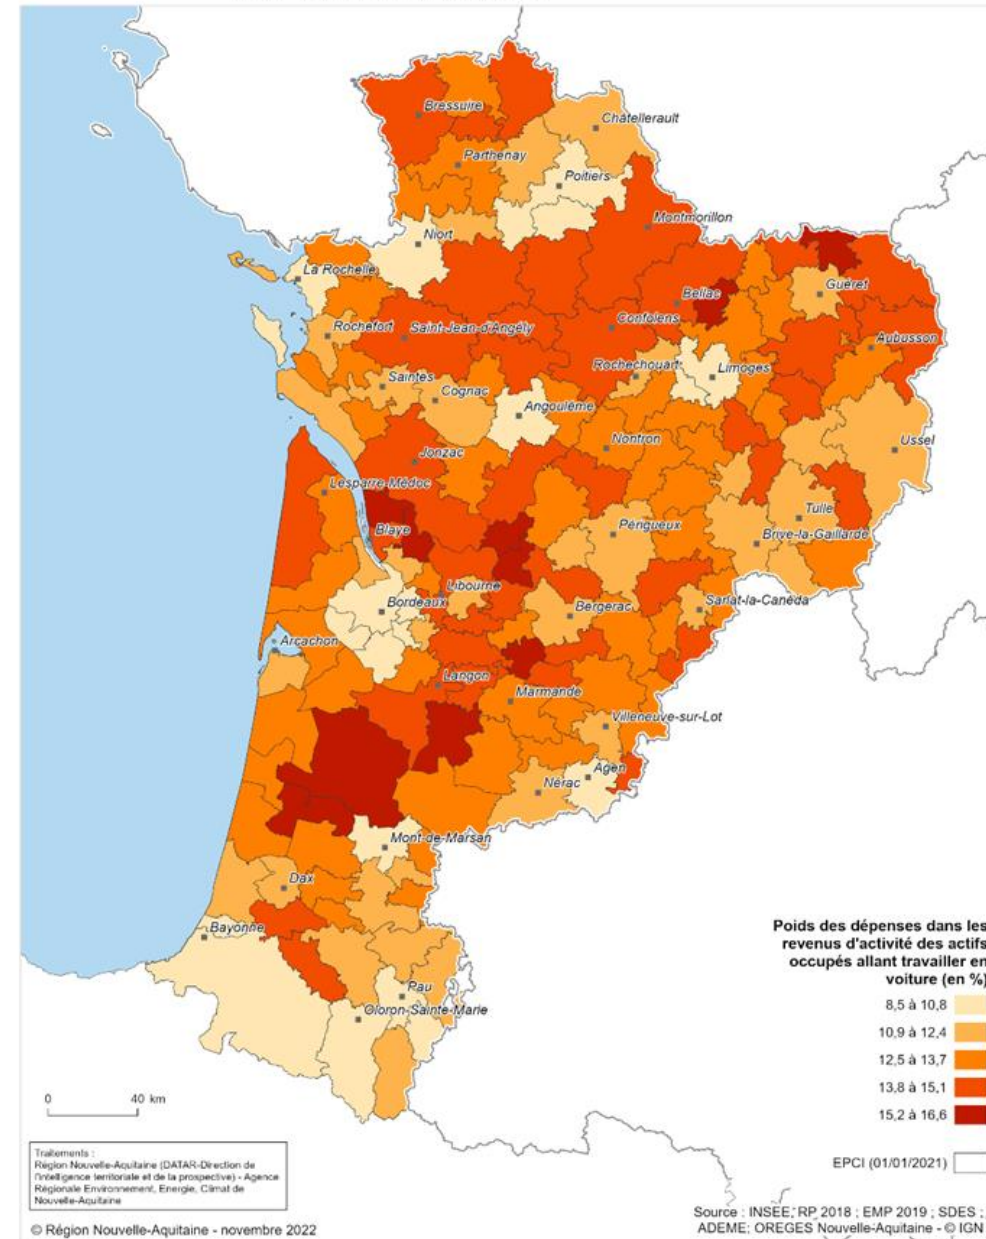 Bressuire
Châtellerault
Parthenay
Poitiers
Montmorillon
Niort
La Rochelle
Guéret
Bellac
Rochefort
Saint-Jean-d'Angély
Confolens
Aubusson
Rochechouart
Limoges
Saintes
Cognac
Angoulême
Nontron
Ussel
Jonzac
Lesparre-Médoc
Tulle
Périgueux
Blaye
Brive-la-Gaillarde
Libourne
Bordeaux
Bergerac
Sarlat-la-Canéda
Arcachon
Langon
Marmande
Villeneuve-sur-Lot
Agen
Nérac
Mont-de-Marsan
Dax
Bayonne
Pau
Oloron-Sainte-Marie
Poids des dépenses dans les
revenus d'activité des actifs
occupés allant travailler en
voiture (en %)
8,5 à 10,8
10,9 à 12,4
12,5 à 13,7
13,8 à 15,1
15,2 à 16,6
EPCI (01/01/2021)
0 40 km
Traitements :
Région Nouvelle-Aquitaine (DATAR-Direction de
l'intelligence territoriale et de la prospective) - Agence
Régionale Environnement, Energie, Climat de
Nouvelle-Aquitaine
© Région Nouvelle-Aquitaine - novembre 2022
Source : INSEE, RP 2018 ; EMP 2019 ; SDES ;
ADEME; OREGES Nouvelle-Aquitaine - © IGN